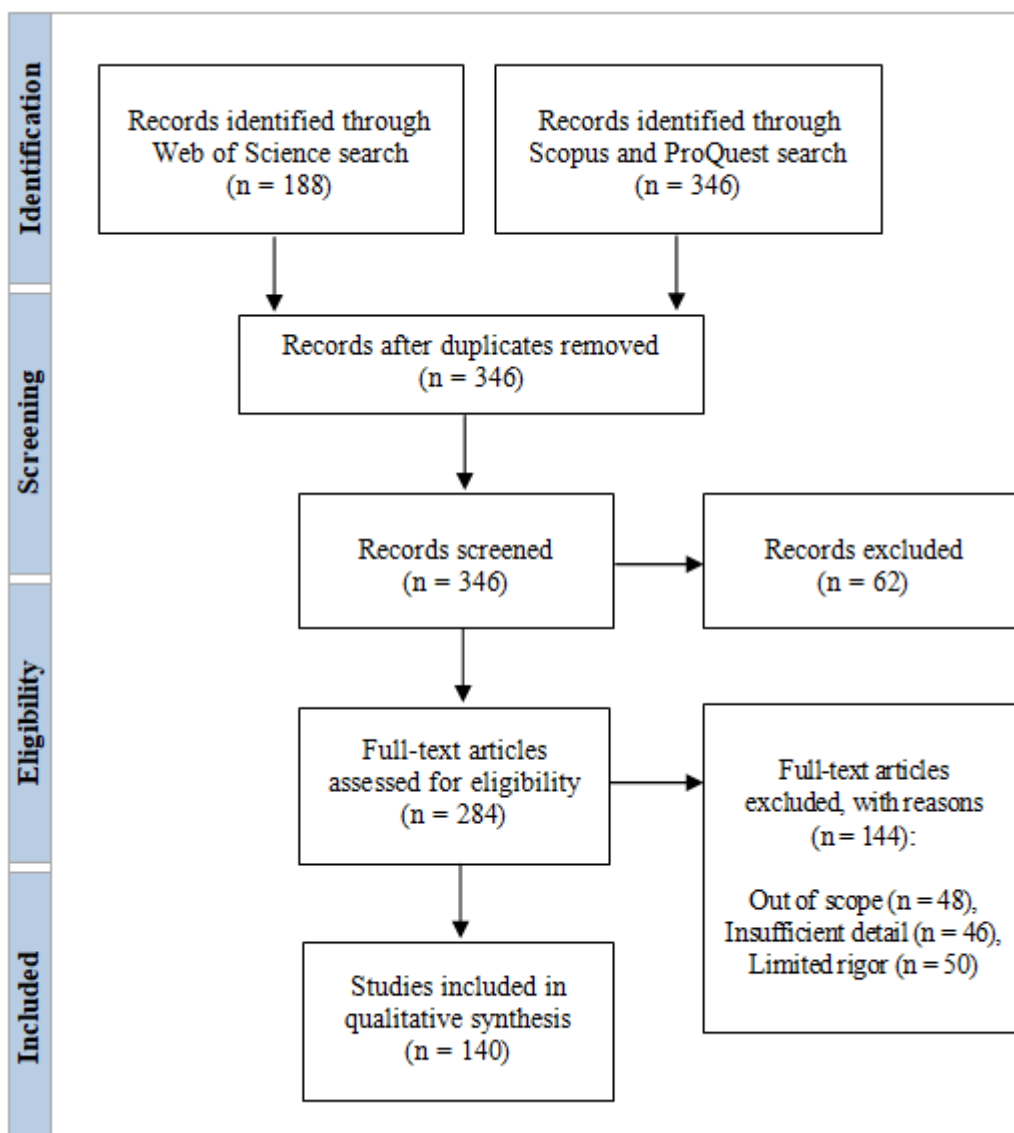 Identification
Records identified through
Web of Science search
(n = 188)
Records identified through
Scopus and ProQuest search
(n = 346)
Screening
Records after duplicates removed
(n = 346)
Records screened
(n = 346)
Records excluded
(n = 62)
Eligibility
Full-text articles
assessed for eligibility
(n = 284)
Full-text articles
excluded, with reasons
(n = 144):
Out of scope (n = 48),
Insufficient detail (n = 46),
Limited rigor (n = 50)
Included
Studies included in
qualitative synthesis
(n = 140)